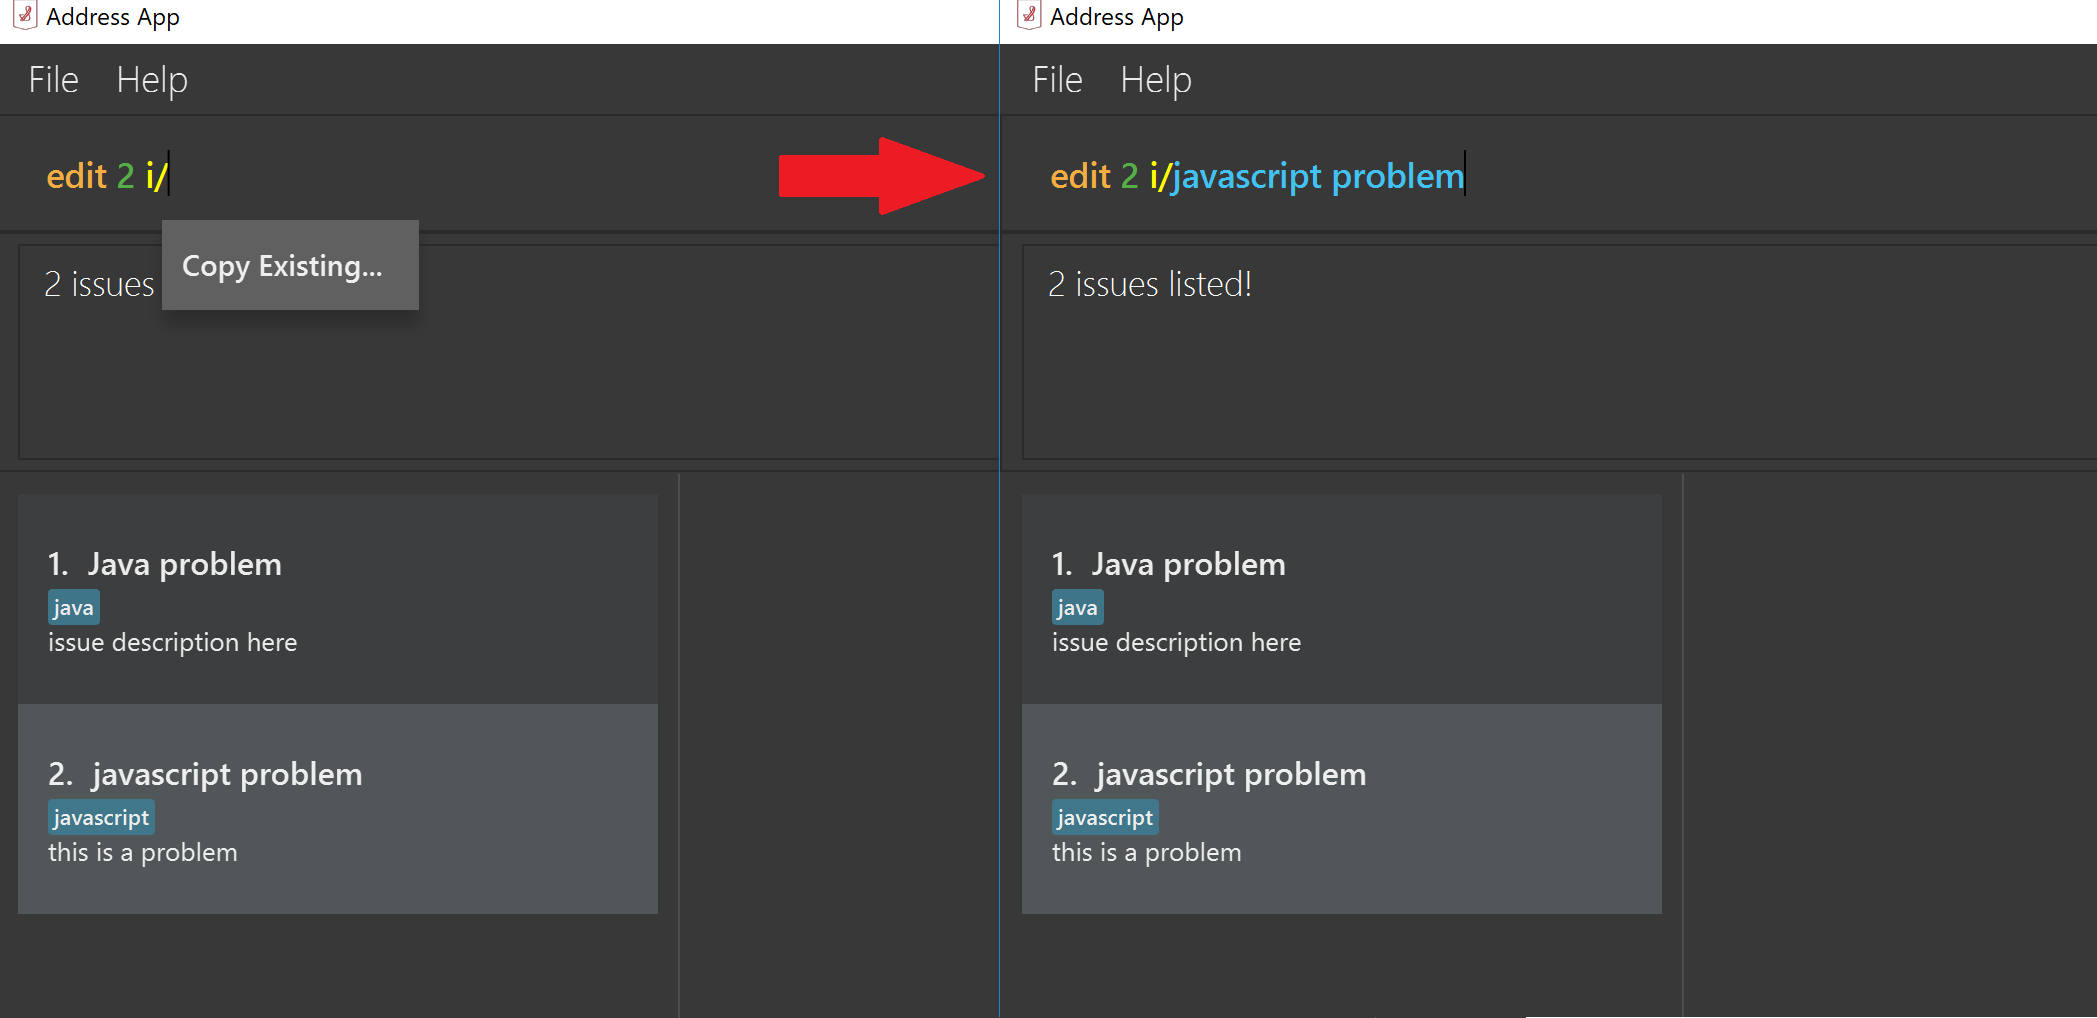 Address App
File Help
edit 2 i/
Copy Existing...
2 issues
1. Java problem
java
issue description here
2. javascript problem
javascript
this is a problem
Address App
File Help
edit 2 i/javascript problem
2 issues listed!
1. Java problem
java
issue description here
2. javascript problem
javascript
this is a problem